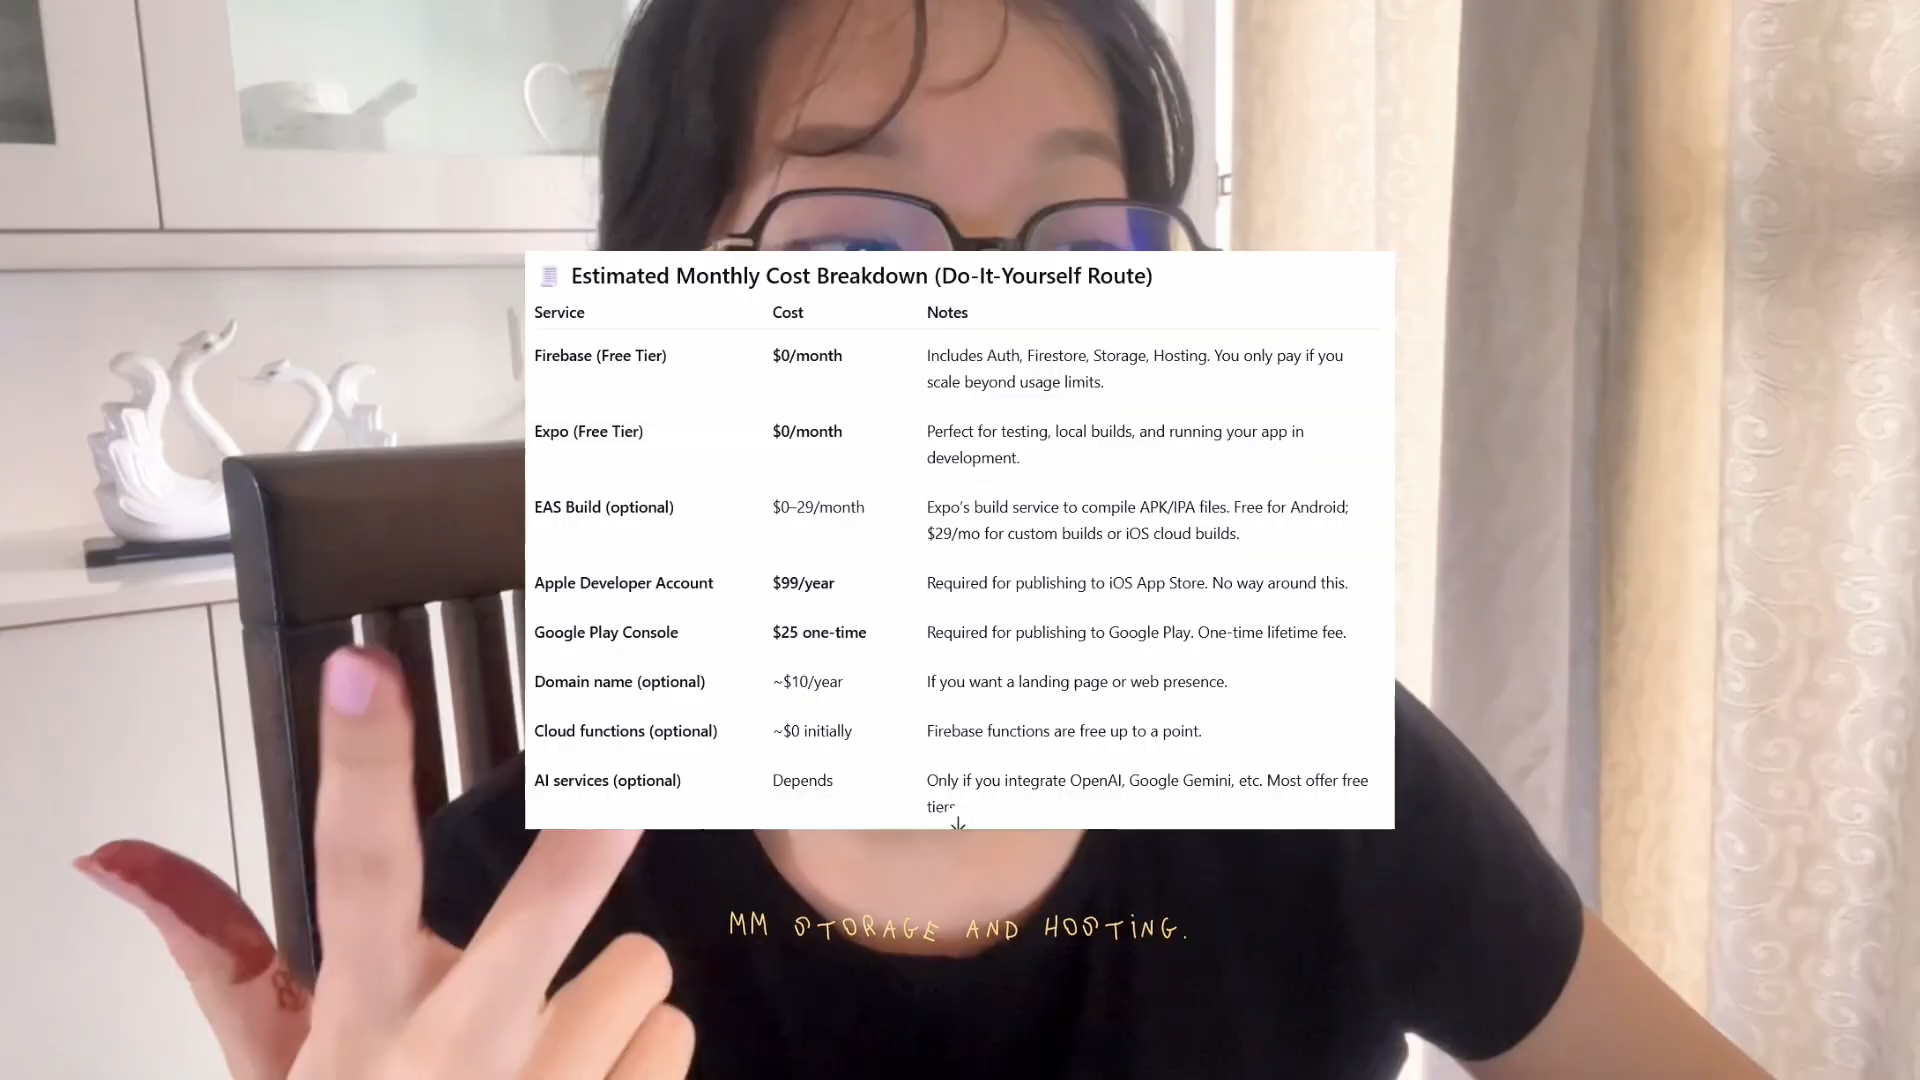 Estimated Monthly Cost Breakdown (Do-It-Yourself Route)
Service Cost Notes
Firebase (Free Tier) $0/month Includes Auth, Firestore, Storage, Hosting. You only pay if you
scale beyond usage limits.
Expo (Free Tier) $0/month Perfect for testing, local builds, and running your app in
development.
EAS Build (optional) $0–29/month Expo’s build service to compile APK/IPA files. Free for Android;
$29/mo for custom builds or iOS cloud builds.
Apple Developer Account $99/year Required for publishing to iOS App Store. No way around this.
Google Play Console $25 one-time Required for publishing to Google Play. One-time lifetime fee.
Domain name (optional) ~$10/year If you want a landing page or web presence.
Cloud functions (optional) ~$0 initially Firebase functions are free up to a point.
AI services (optional) Depends Only if you integrate OpenAI, Google Gemini, etc. Most offer free
tiers
MM STORAGE AND HOSTING.